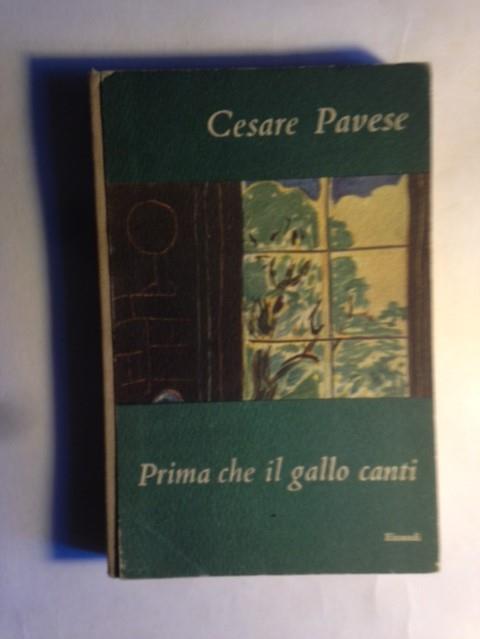 Cesare Pavese
Prima che il gallo canti
Einaudi